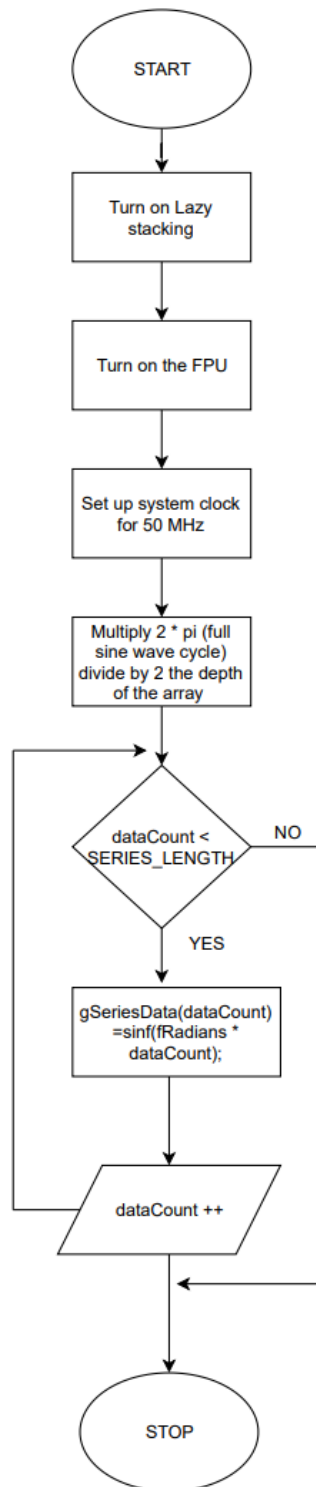 START
Turn on Lazy
stacking
Turn on the FPU
Set up system clock
for 50 MHz
Multiply 2 * pi (full
sine wave cycle)
divide by 2 the depth
of the array
dataCount <
SERIES_LENGTH
NO
YES
gSeriesData(dataCount)
=sinf(fRadians *
dataCount);
dataCount ++
STOP